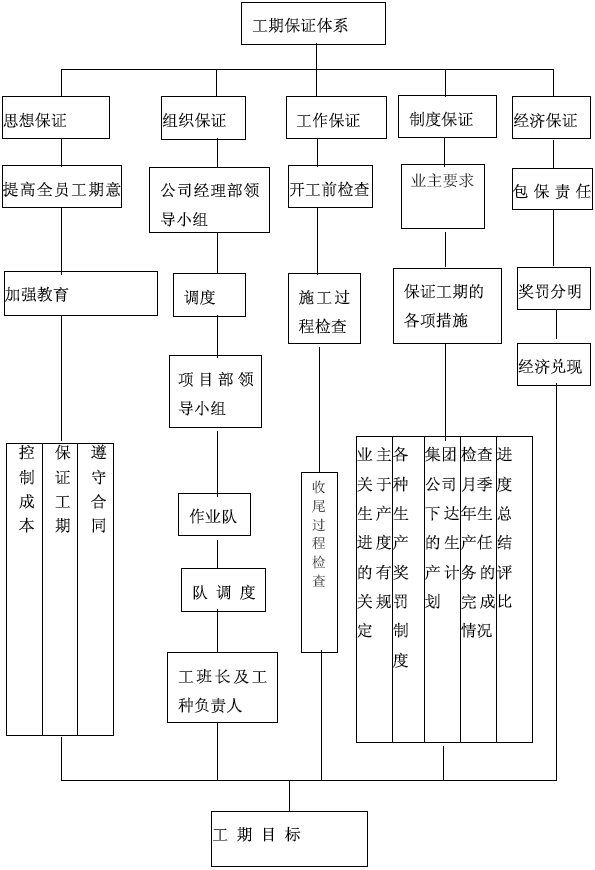 工期保证体系
思想保证
组织保证
工作保证
制度保证
经济保证
提高全员工期意
公司经理部领
导小组
开工前检查
业主要求
包保责任
加强教育
调度
施工过
程检查
保证工期的
各项措施
奖罚分明
项目部领
导小组
经济兑现
控制成本
保证工期
遵守合同
作业队
队调度
工班长及工
种负责人
收尾过程检查
业主
关于
生产
进度
的有
关规
定
各种生产奖罚制度
集团
公司
下达
的生
产计
划
检查
月季
年生
产任
务的
完成
情况
进度总结评比
工期目标